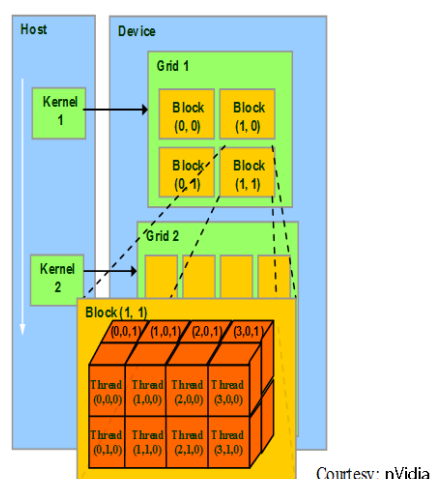 Host
Device
Grid 1
Kernel
1
Block
(0, 0)
Block
(1, 0)
Block
(0, 1)
Block
(1, 1)
Grid 2
Kernel
2
Block (1, 1)
(0,0,1) (1,0,1) (2,0,1) (3,0,1)
Thread
(0,0,0)
Thread
(1,0,0)
Thread
(2,0,0)
Thread
(3,0,0)
Thread
(0,1,0)
Thread
(1,1,0)
Thread
(2,1,0)
Thread
(3,1,0)
Courtesy: nVidia